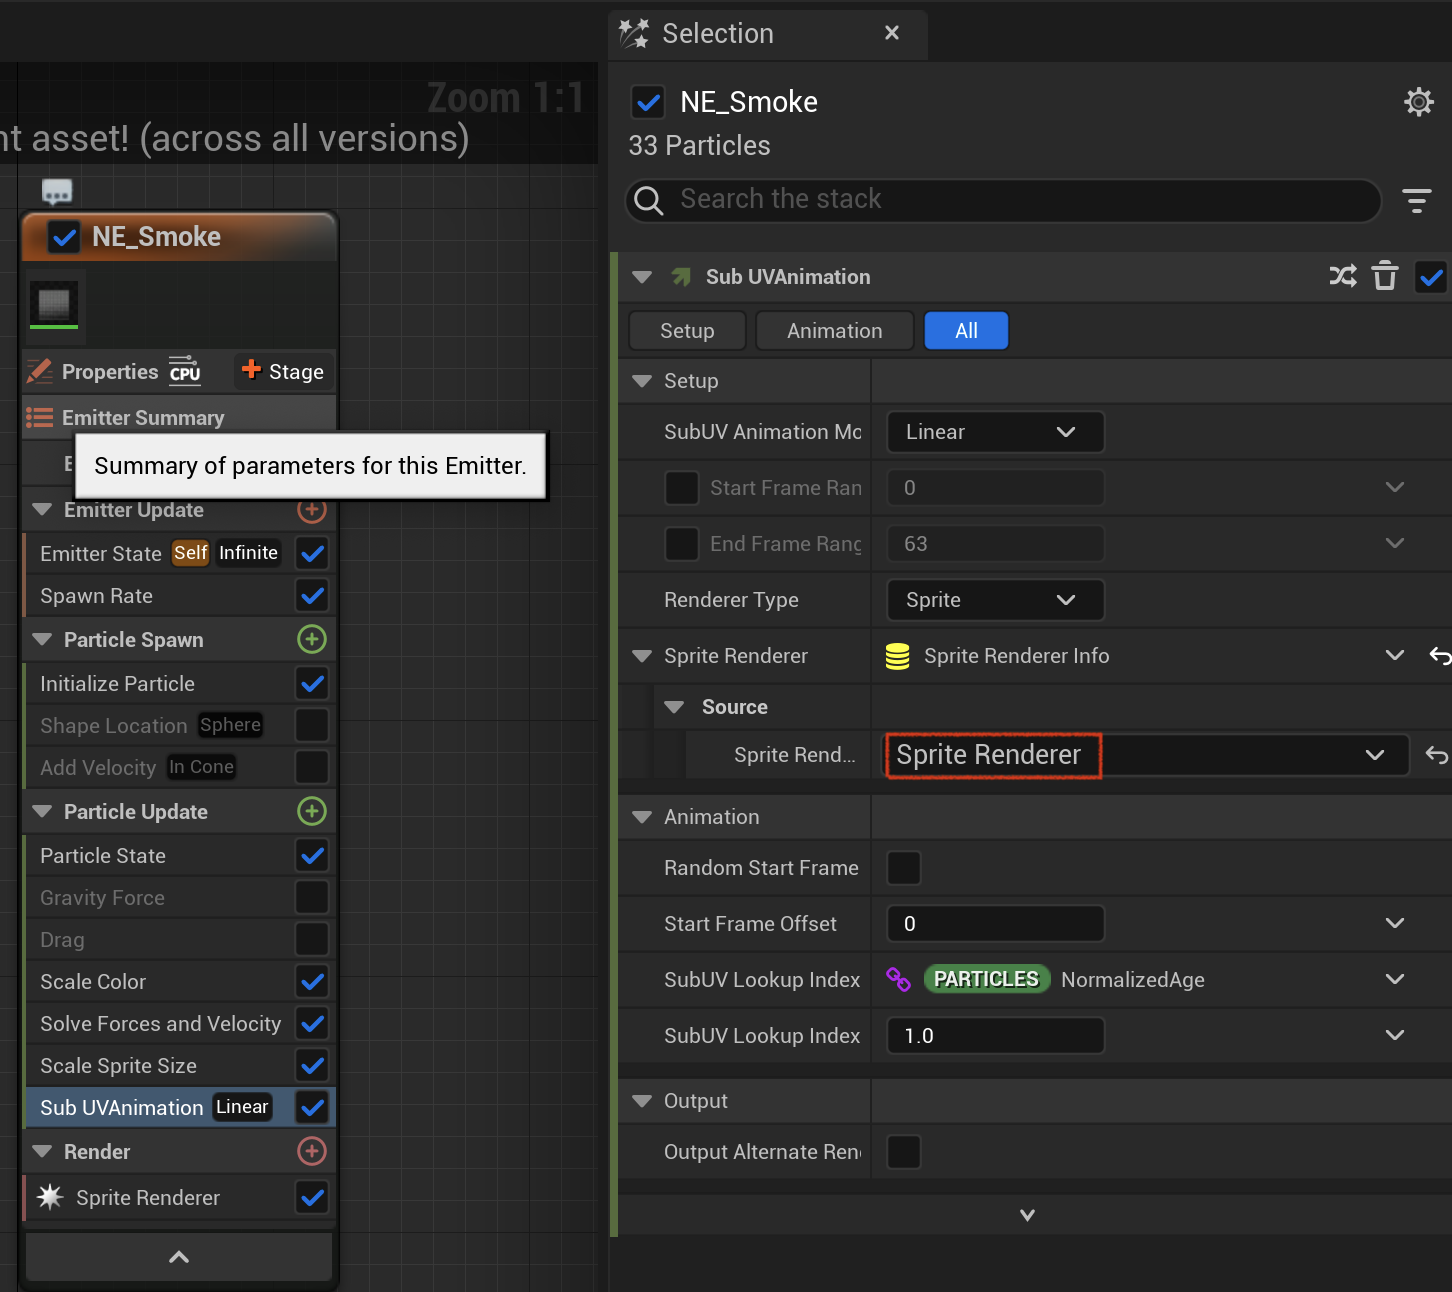 Zoom 1:1
nt asset! (across all versions)
NE_Smoke
Properties CPU + Stage
Emitter Summary
E
Summary of parameters for this Emitter.
Emitter Update
Emitter State Self Infinite
Spawn Rate
Particle Spawn
Initialize Particle
Shape Location Sphere
Add Velocity In Cone
Particle Update
Particle State
Gravity Force
Drag
Scale Color
Solve Forces and Velocity
Scale Sprite Size
Sub UVAnimation Linear
Render
Sprite Renderer
Selection
NE_Smoke
33 Particles
Search the stack
Sub UVAnimation
Setup Animation All
Setup
SubUV Animation Mo Linear
Start Frame Ran 0
End Frame Rang 63
Renderer Type Sprite
Sprite Renderer Sprite Renderer Info
Source
Sprite Rend... Sprite Renderer
Animation
Random Start Frame
Start Frame Offset 0
SubUV Lookup Index PARTICLES NormalizedAge
SubUV Lookup Index 1.0
Output
Output Alternate Ren